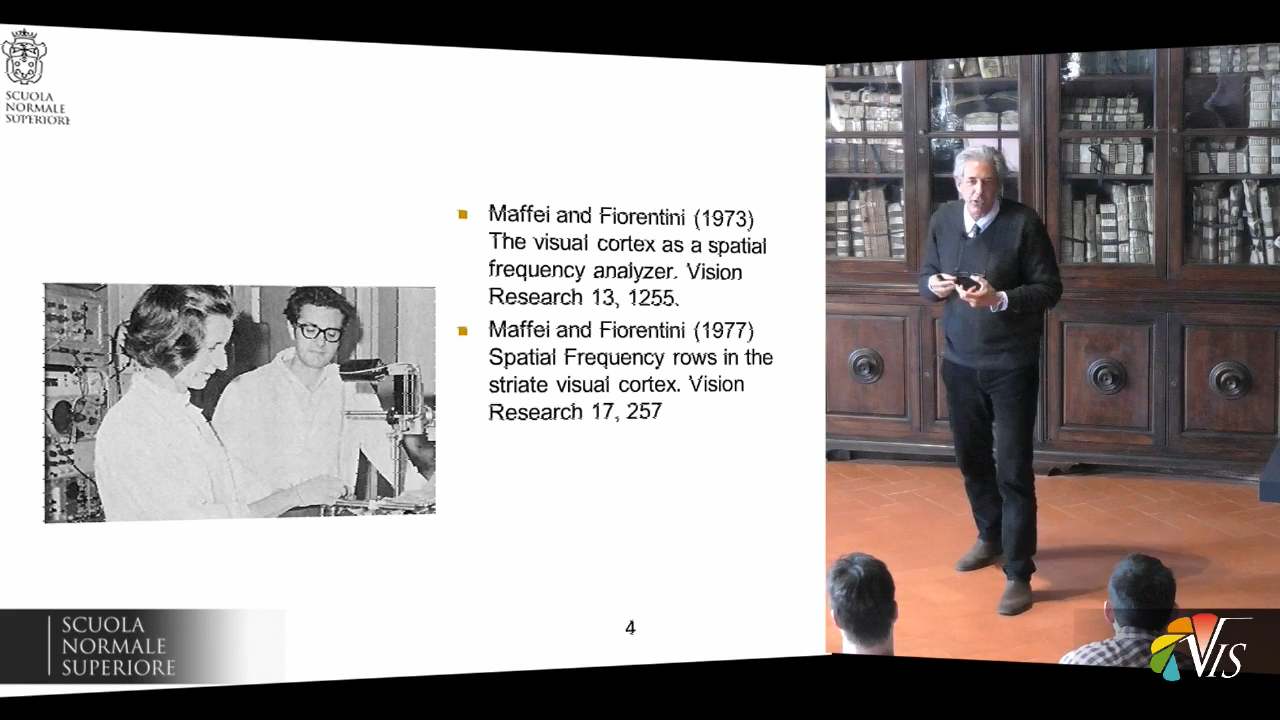 SCUOLA
NORMALE
SUPERIORE
Maffei and Fiorentini (1973)
The visual cortex as a spatial
frequency analyzer. Vision
Research 13, 1255.
Maffei and Fiorentini (1977)
Spatial Frequency rows in the
striate visual cortex. Vision
Research 17, 257
4
SCUOLA
NORMALE
SUPERIORE
VIS